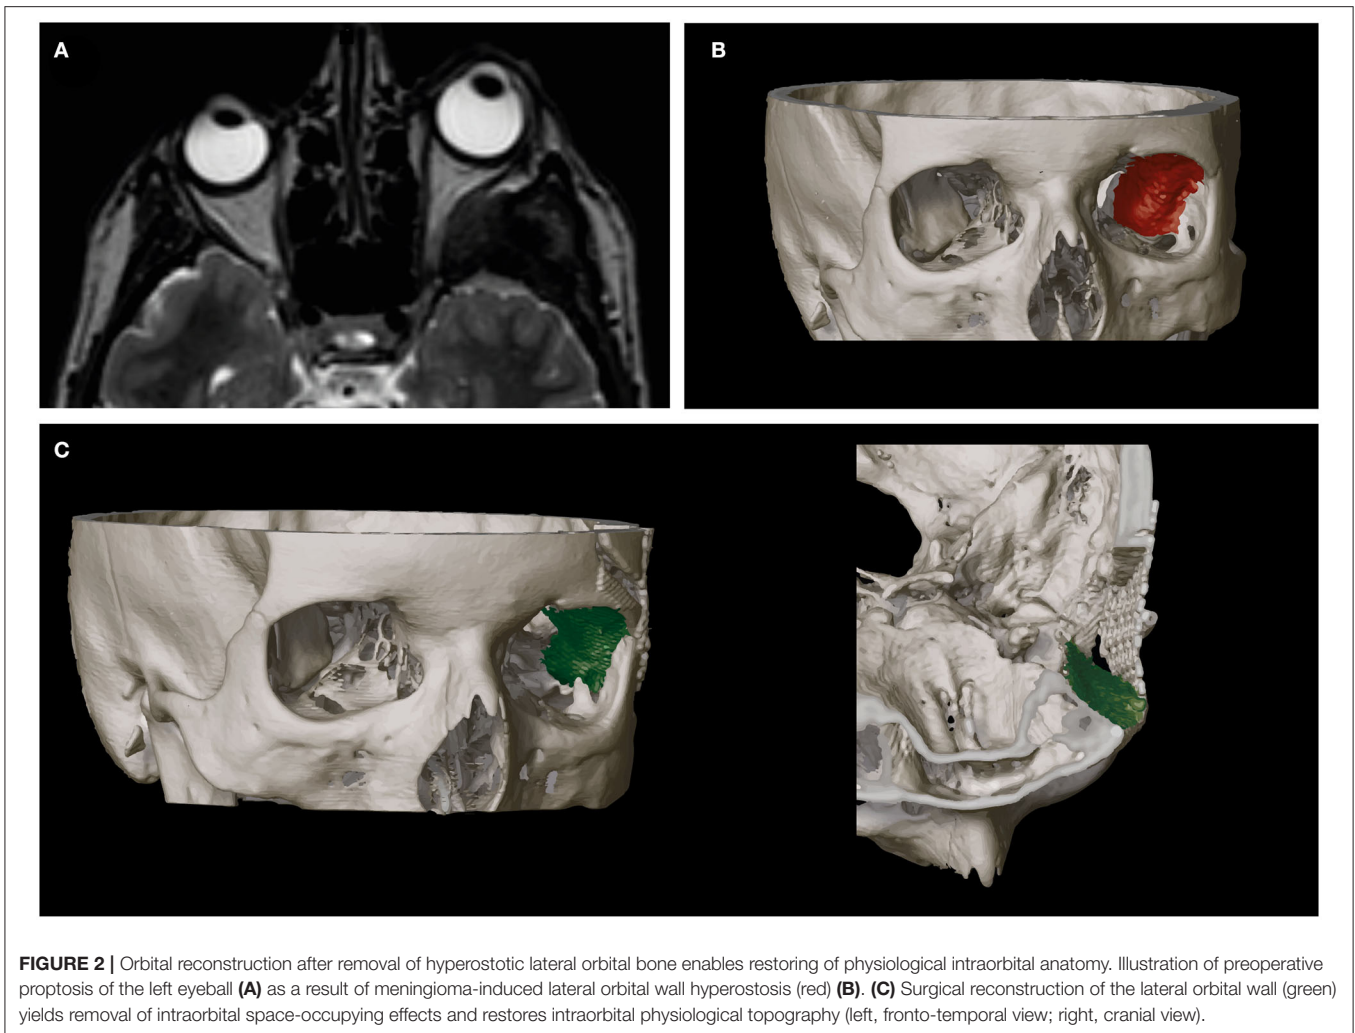 A
B
C
FIGURE 2 | Orbital reconstruction after removal of hyperostotic lateral orbital bone enables restoring of physiological intraorbital anatomy. Illustration of preoperative
proptosis of the left eyeball (A) as a result of meningioma-induced lateral orbital wall hyperostosis (red) (B). (C) Surgical reconstruction of the lateral orbital wall (green)
yields removal of intraorbital space-occupying effects and restores intraorbital physiological topography (left, fronto-temporal view; right, cranial view).